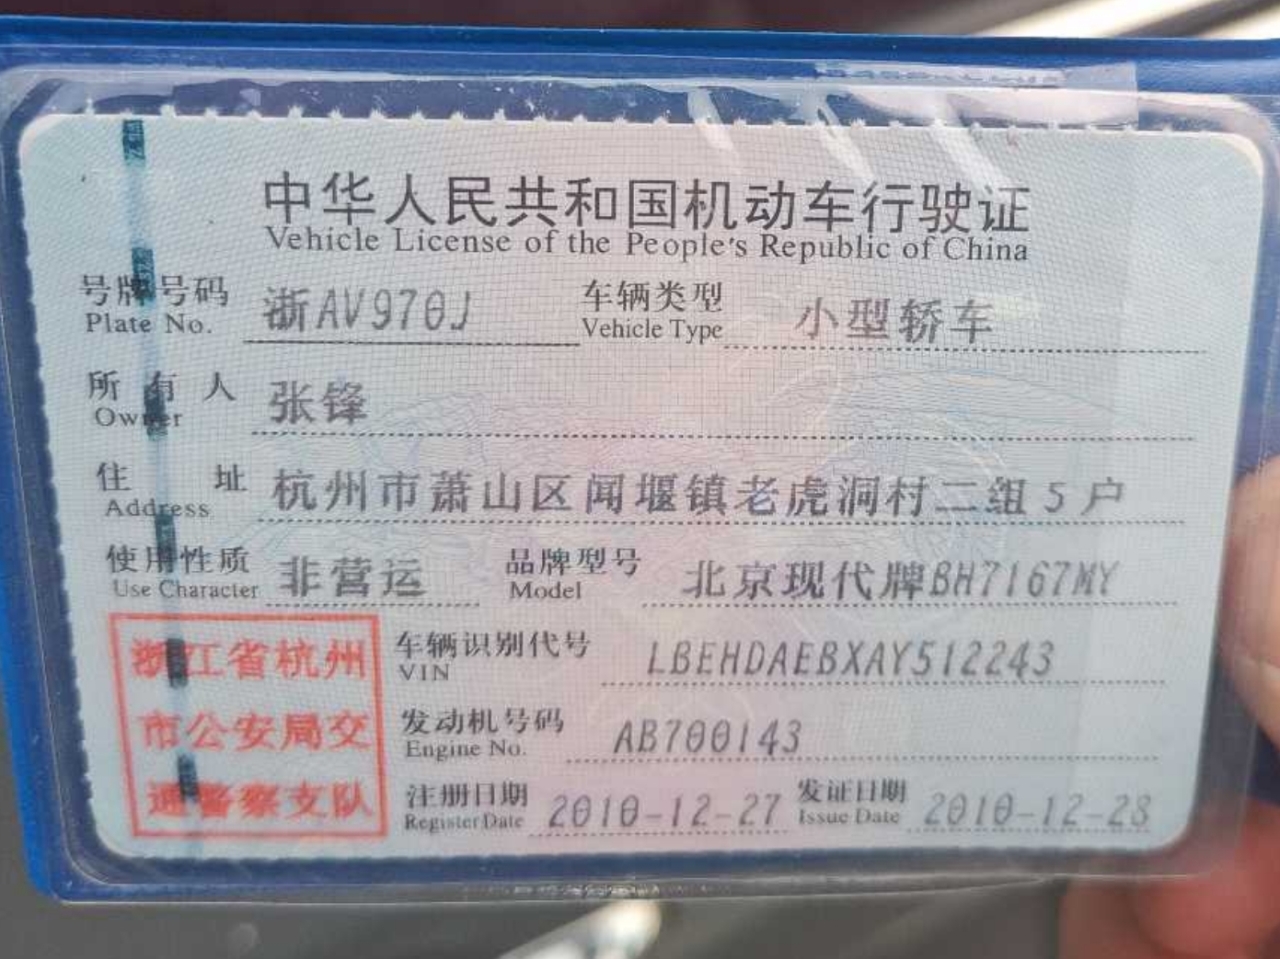 中华人民共和国机动车行驶证
Vehicle License of the People's Republic of China
号牌号码 浙AV970J 车辆类型 小型轿车
Plate No. Vehicle Type
所有人 张锋
Owner
住址 杭州市萧山区闻堰镇老虎洞村二组5户
Address
使用性质 非营运 品牌型号 北京现代牌BH7167MY
Use Character Model
浙江省杭州 车辆识别代号 LBEHDAEBXAY512243
VIN
市公安局交 发动机号码 AB700143
Engine No.
通警察支队 注册日期 2010-12-27 发证日期 2010-12-28
Register Date Issue Date